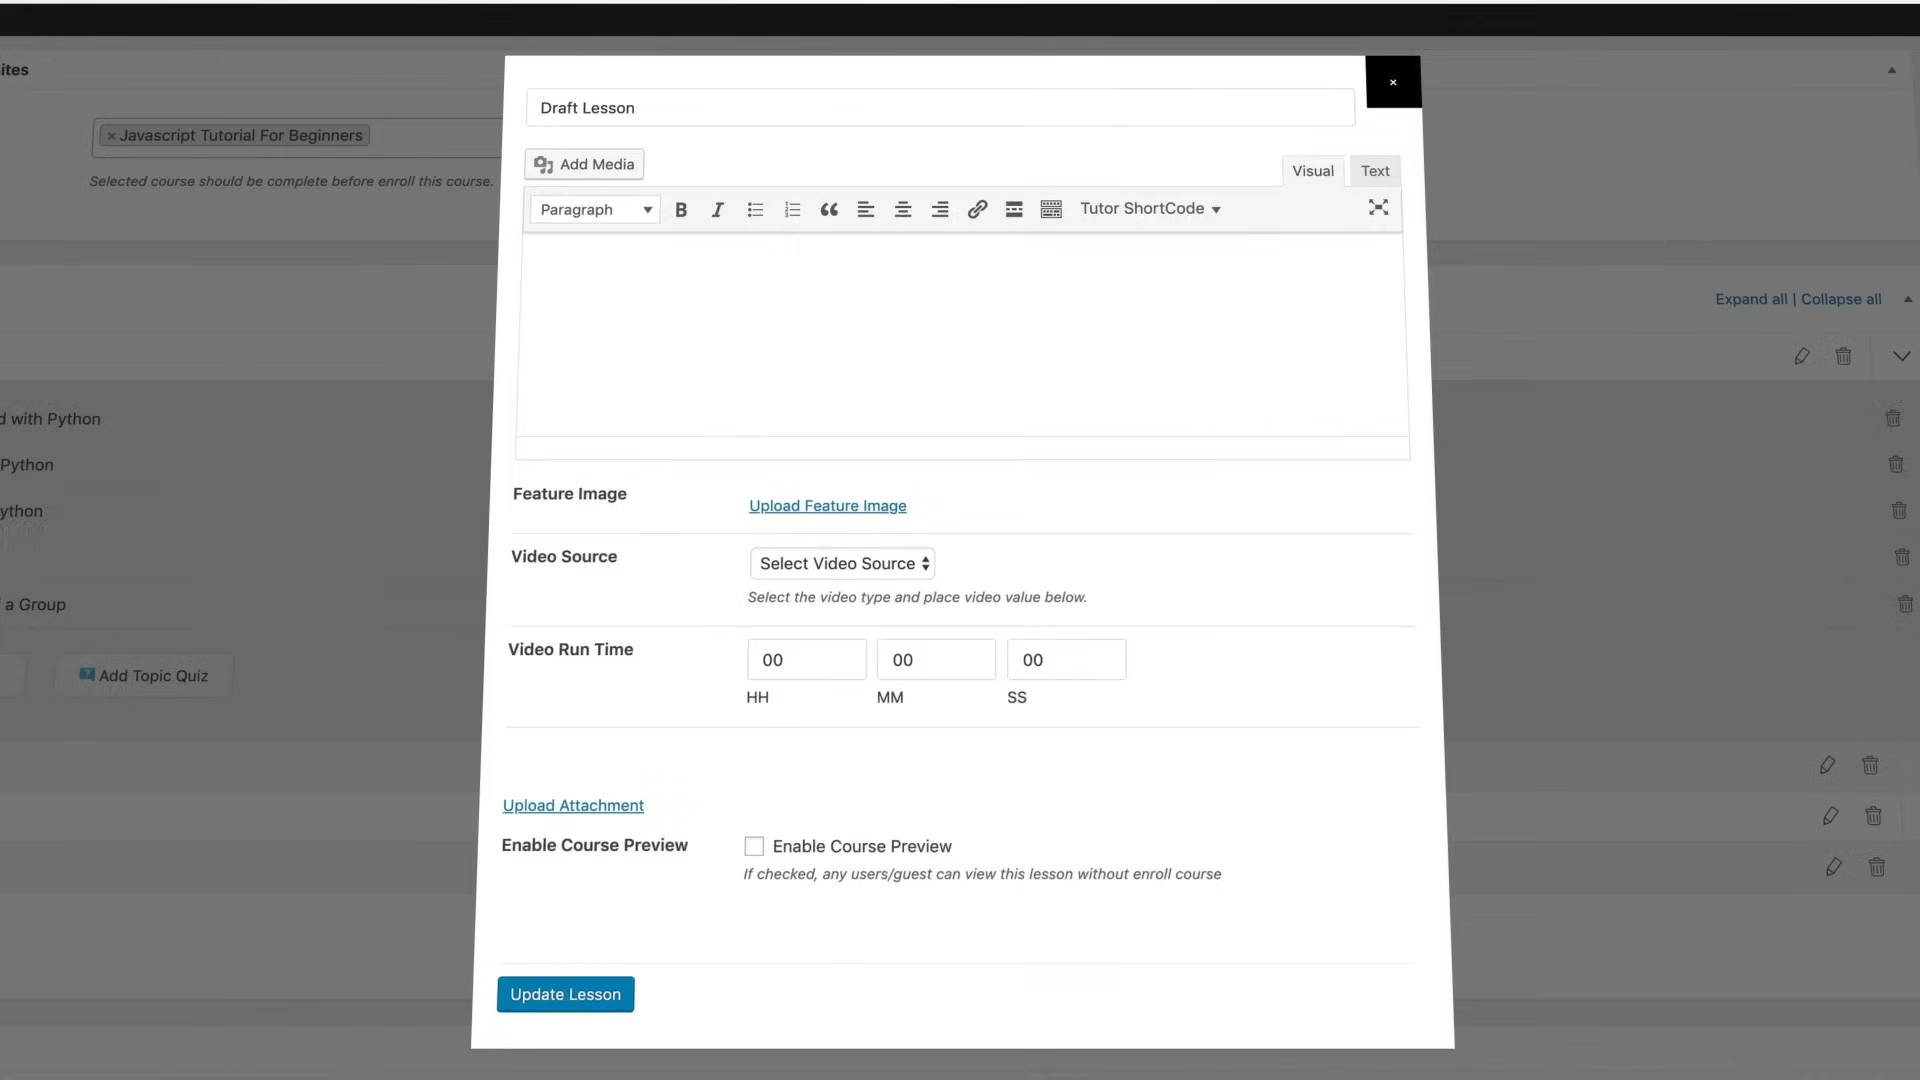 ites
× Javascript Tutorial For Beginners
Selected course should be complete before enroll this course.
Expand all | Collapse all
d with Python
Python
ython
a Group
Add Topic Quiz
×
Draft Lesson
Add Media
Visual Text
Paragraph B I Tutor ShortCode
Feature Image
Upload Feature Image
Video Source
Select Video Source
Select the video type and place video value below.
Video Run Time
00 00 00
HH MM SS
Upload Attachment
Enable Course Preview
Enable Course Preview
If checked, any users/guest can view this lesson without enroll course
Update Lesson